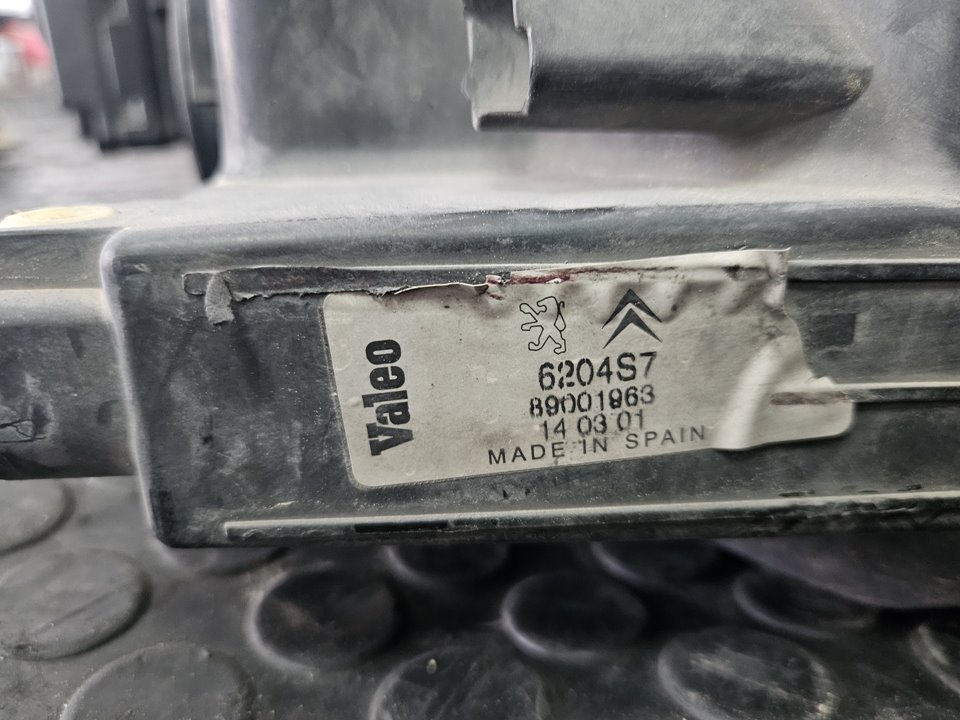 Valeo
6204S7
89001963
14 03 01
MADE IN SPAIN